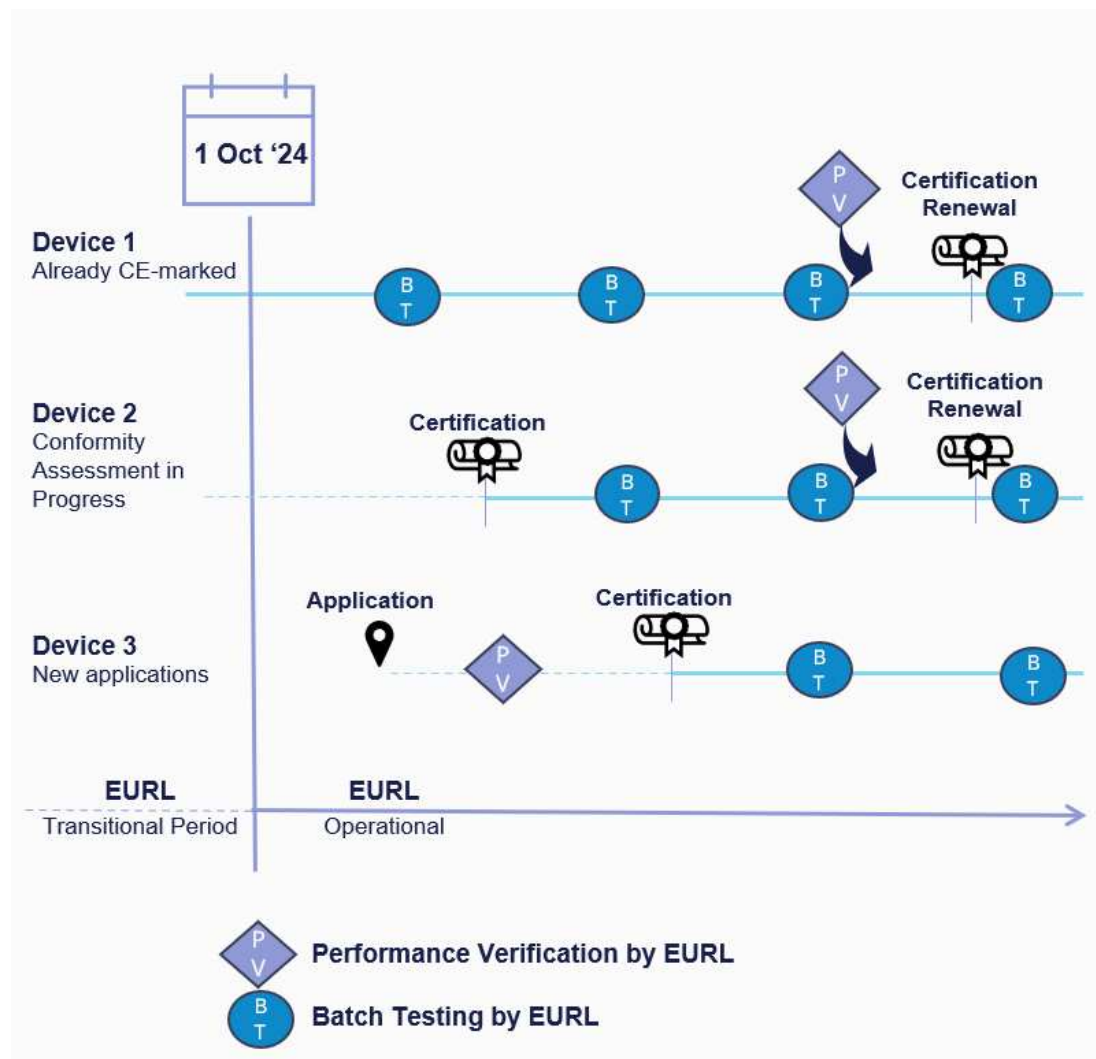 1 Oct ‘24
P
V
Certification
Renewal
Device 1
Already CE-marked
B
T
B
T
B
T
B
T
P
V
Certification
Renewal
Device 2
Conformity
Assessment in
Progress
Certification
B
T
B
T
B
T
Application
Certification
Device 3
New applications
P
V
B
T
B
T
EURL
Transitional Period
EURL
Operational
P
V
Performance Verification by EURL
B
T
Batch Testing by EURL